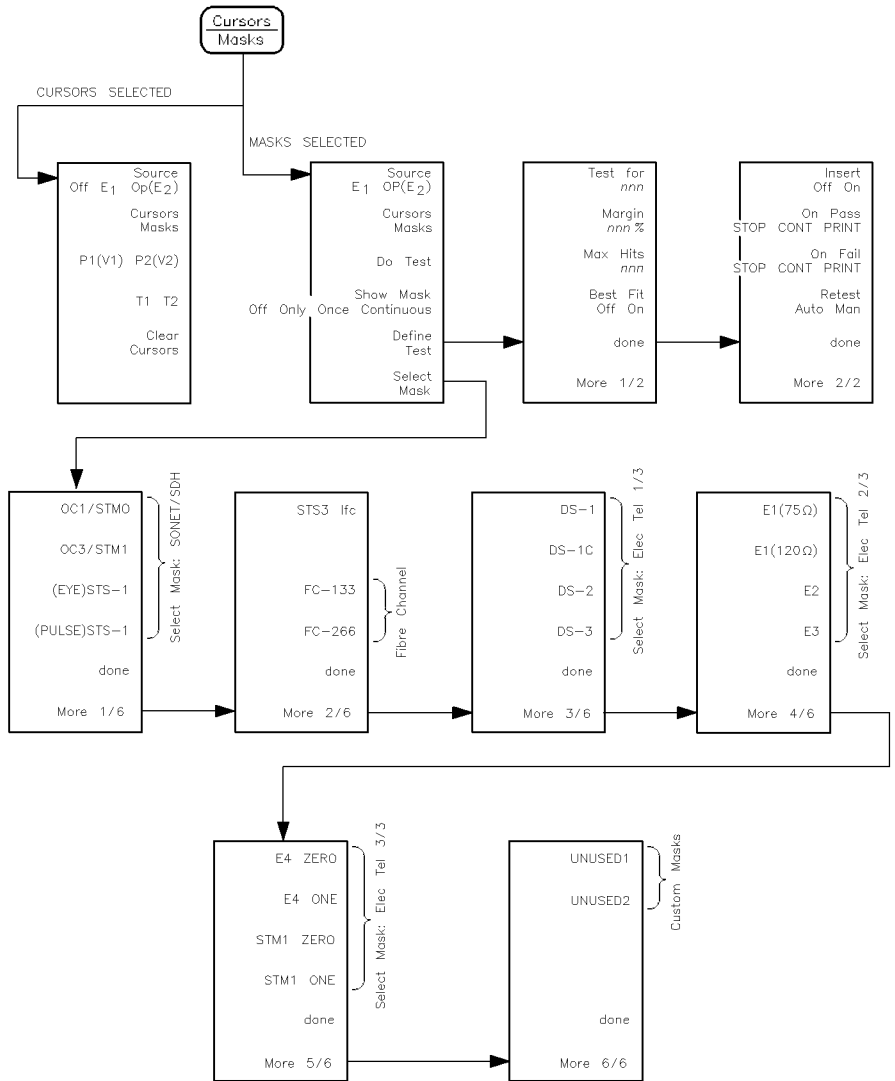 Cursors
Masks
CURSORS SELECTED
MASKS SELECTED
Source
Off E1 Op(E2)
Cursors
Masks
P1(V1) P2(V2)
T1 T2
Clear
Cursors
Source
E1 OP(E2)
Cursors
Masks
Do Test
Show Mask
Off Only Once Continuous
Define
Test
Select
Mask
Test for
nnn
Margin
nnn %
Max Hits
nnn
Best Fit
Off On
done
More 1/2
Insert
Off On
On Pass
STOP CONT PRINT
On Fail
STOP CONT PRINT
Retest
Auto Man
done
More 2/2
OC1/STM0
OC3/STM1
(EYE)STS-1
(PULSE)STS-1
done
More 1/6
Select Mask: SONET/SDH
STS3 Ifc
FC-133
FC-266
done
More 2/6
Fibre Channel
DS-1
DS-1C
DS-2
DS-3
done
More 3/6
Select Mask: Elec Tel 1/3
E1(75Ω)
E1(120Ω)
E2
E3
done
More 4/6
Select Mask: Elec Tel 2/3
E4 ZERO
E4 ONE
STM1 ZERO
STM1 ONE
done
More 5/6
Select Mask: Elec Tel 3/3
UNUSED1
UNUSED2
done
More 6/6
Custom Masks